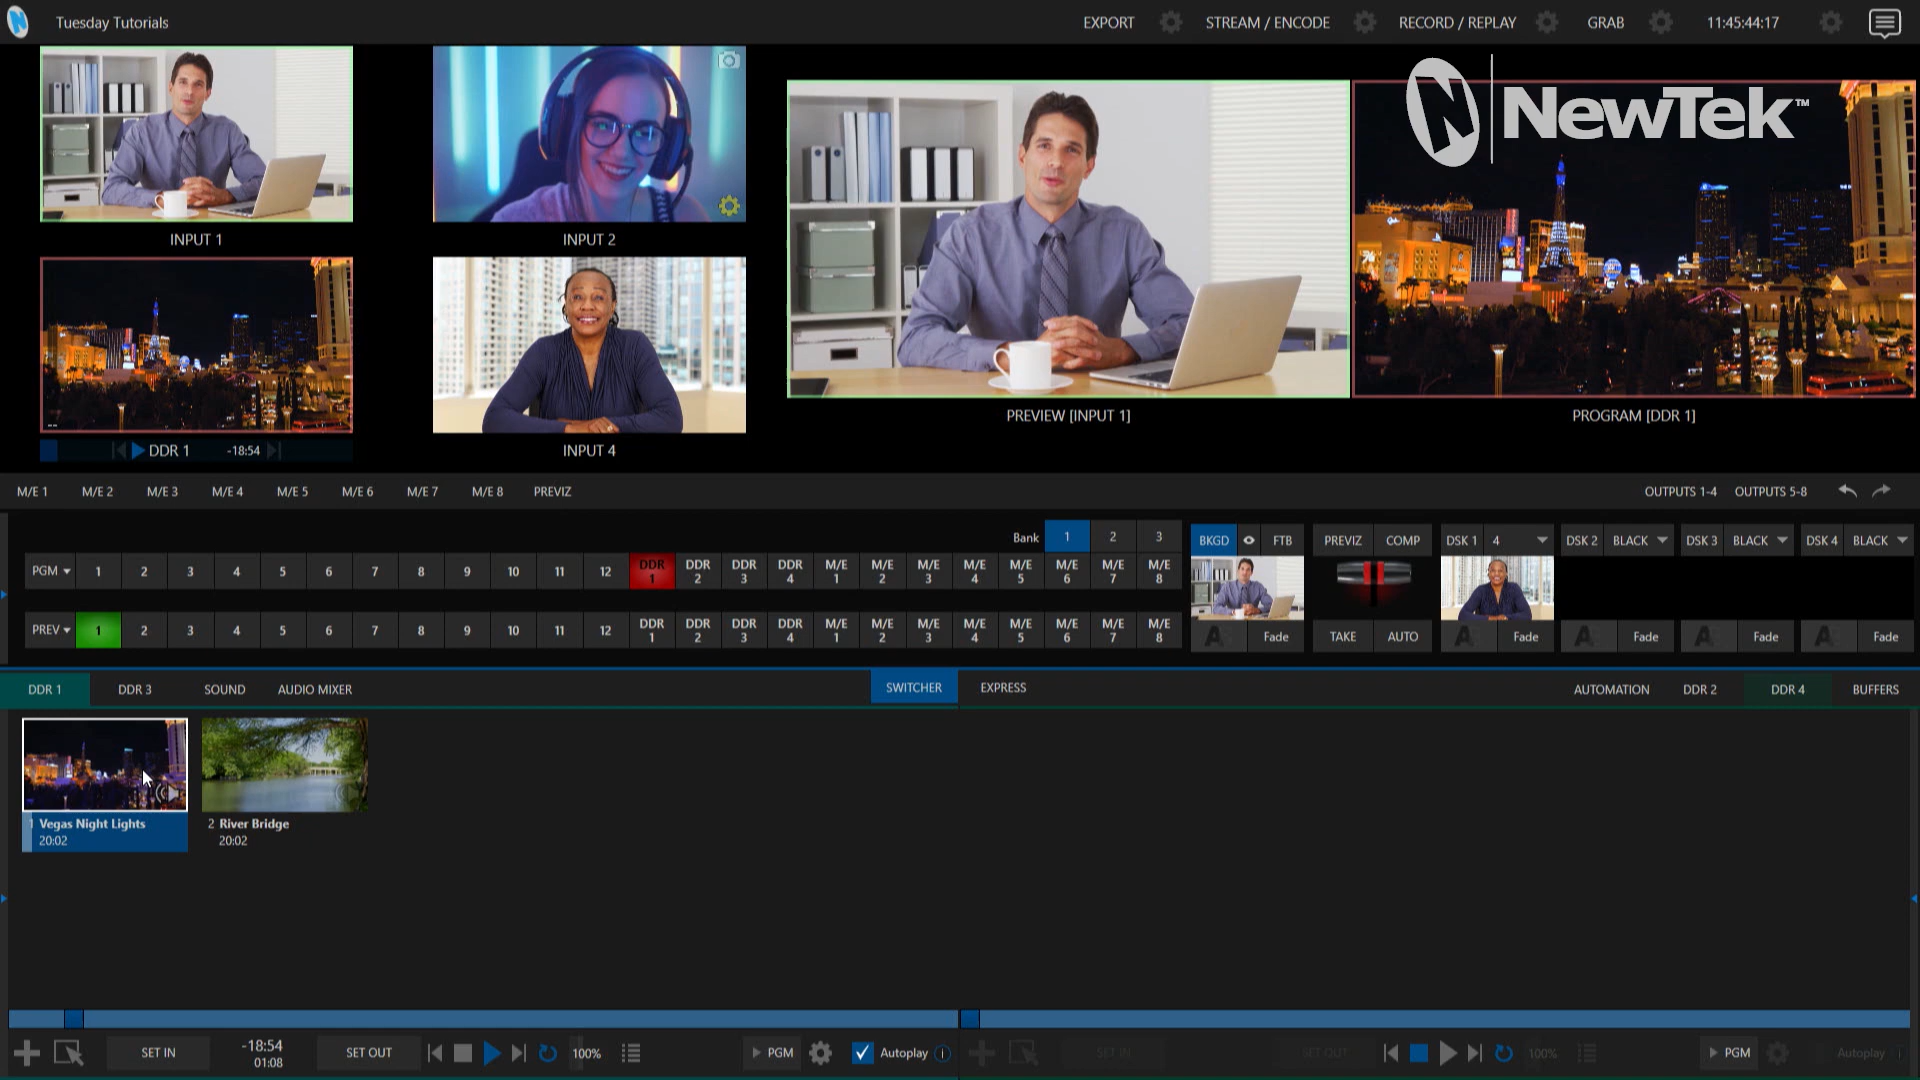 Tuesday Tutorials
EXPORT STREAM / ENCODE RECORD / REPLAY GRAB 11:45:44:17
NewTek™
INPUT 1
INPUT 2
DDR 1 -18:54
INPUT 4
PREVIEW [INPUT 1]
PROGRAM [DDR 1]
M/E 1 M/E 2 M/E 3 M/E 4 M/E 5 M/E 6 M/E 7 M/E 8 PREVIZ OUTPUTS 1-4 OUTPUTS 5-8
Bank 1 2 3
BKGD FTB PREVIZ COMP DSK 1 4 DSK 2 BLACK DSK 3 BLACK DSK 4 BLACK
PGM 1 2 3 4 5 6 7 8 9 10 11 12 DDR 1 DDR 2 DDR 3 DDR 4 M/E 1 M/E 2 M/E 3 M/E 4 M/E 5 M/E 6 M/E 7 M/E 8
PREV 1 2 3 4 5 6 7 8 9 10 11 12 DDR 1 DDR 2 DDR 3 DDR 4 M/E 1 M/E 2 M/E 3 M/E 4 M/E 5 M/E 6 M/E 7 M/E 8
Fade TAKE AUTO Fade Fade Fade Fade
DDR 1 DDR 3 SOUND AUDIO MIXER SWITCHER EXPRESS AUTOMATION DDR 2 DDR 4 BUFFERS
1 Vegas Night Lights
20:02
2 River Bridge
20:02
SET IN -18:54 SET OUT 100% PGM Autoplay SET IN SET OUT 100% PGM Autoplay
01:08